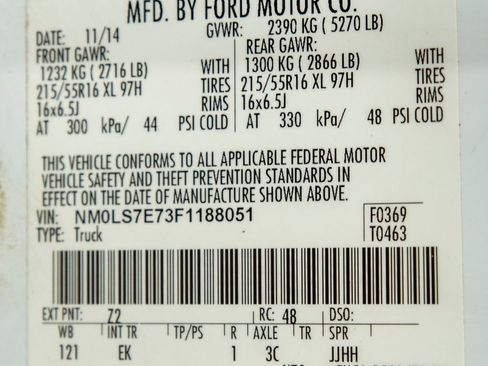 MFD. BY FORD MOTOR CO.
DATE: 11/14 GVWR: 2390 KG ( 5270 LB)
FRONT GAWR: REAR GAWR:
1232 KG ( 2716 LB) WITH 1300 KG ( 2866 LB) WITH
215/55R16 XL 97H TIRES 215/55R16 XL 97H TIRES
16x6.5J RIMS 16x6.5J RIMS
AT 300 kPa/ 44 PSI COLD AT 330 kPa/ 48 PSI COLD
THIS VEHICLE CONFORMS TO ALL APPLICABLE FEDERAL MOTOR
VEHICLE SAFETY AND THEFT PREVENTION STANDARDS IN
EFFECT ON THE DATE OF MANUFACTURE SHOWN ABOVE.
VIN: NM0LS7E73F1188051 F0369
TYPE: Truck T0463
EXT PNT: Z2 RC: 48 DSO:
WB INT TR TP/PS R AXLE TR SPR
121 EK 1 3C JJHH